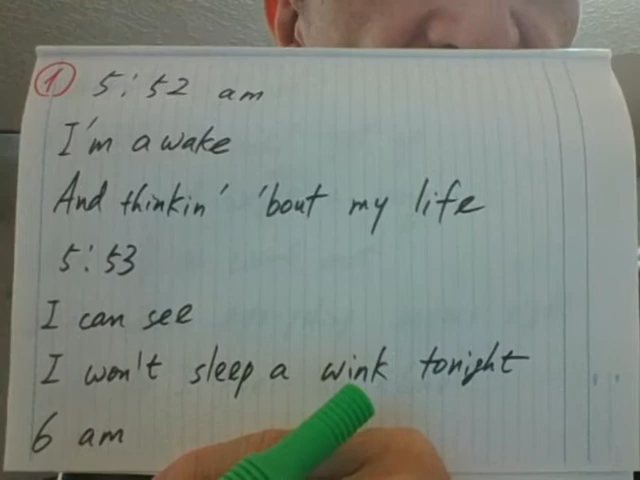 ① 5:52 am
I'm awake
And thinkin' 'bout my life
5:53
I can see
I won't sleep a wink tonight
6 am